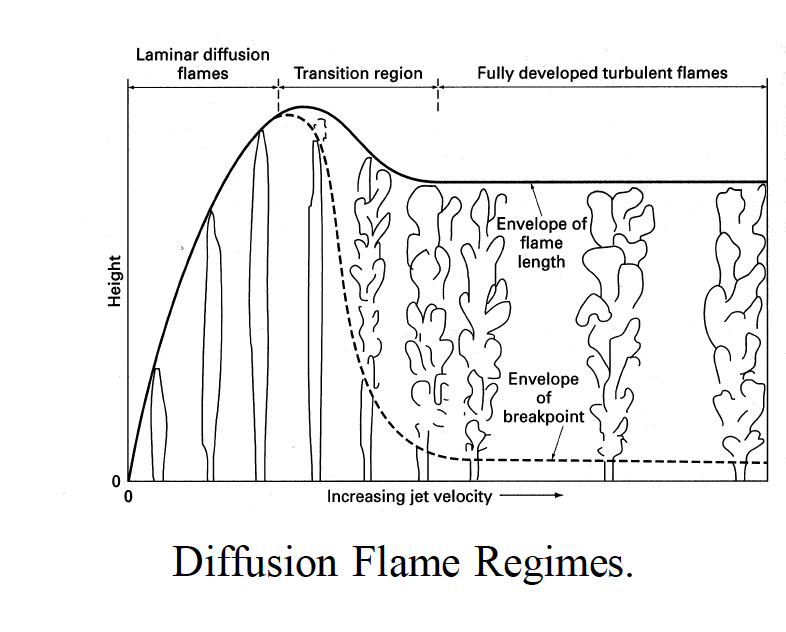 Laminar diffusion
flames
Transition region
Fully developed turbulent flames
Envelope of
flame
length
Height
Envelope
of
breakpoint
0
0
Increasing jet velocity
Diffusion Flame Regimes.